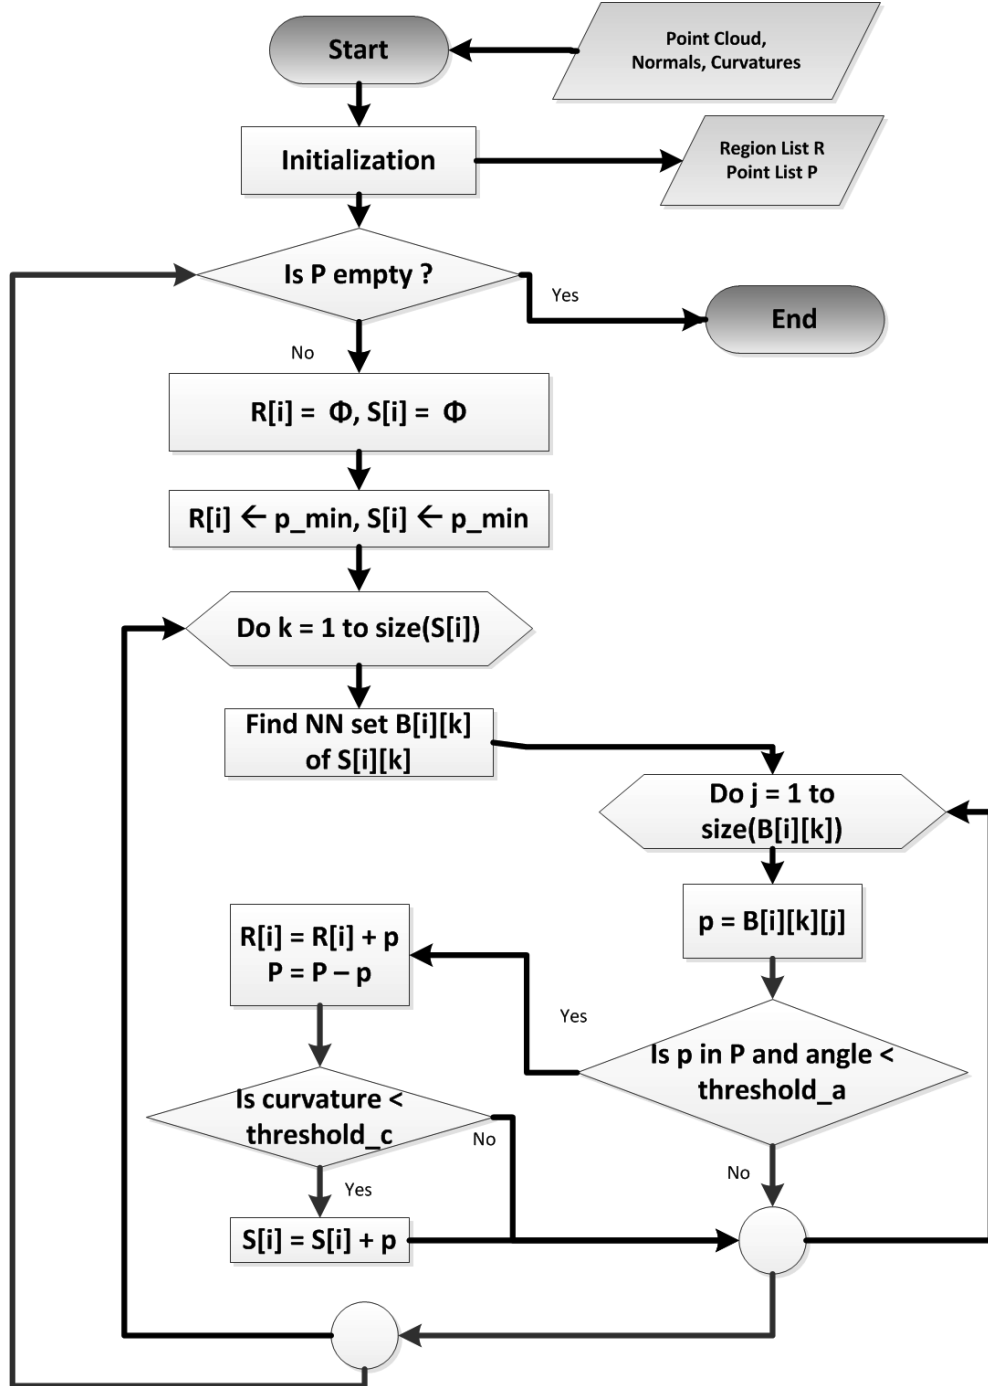 Start
Point Cloud,
Normals, Curvatures
Initialization
Region List R
Point List P
Is P empty ?
Yes
End
No
R[i] = Φ, S[i] = Φ
R[i] ← p_min, S[i] ← p_min
Do k = 1 to size(S[i])
Find NN set B[i][k]
of S[i][k]
Do j = 1 to
size(B[i][k])
p = B[i][k][j]
R[i] = R[i] + p
P = P – p
Yes
Is p in P and angle <
threshold_a
Is curvature <
threshold_c
No
No
Yes
S[i] = S[i] + p